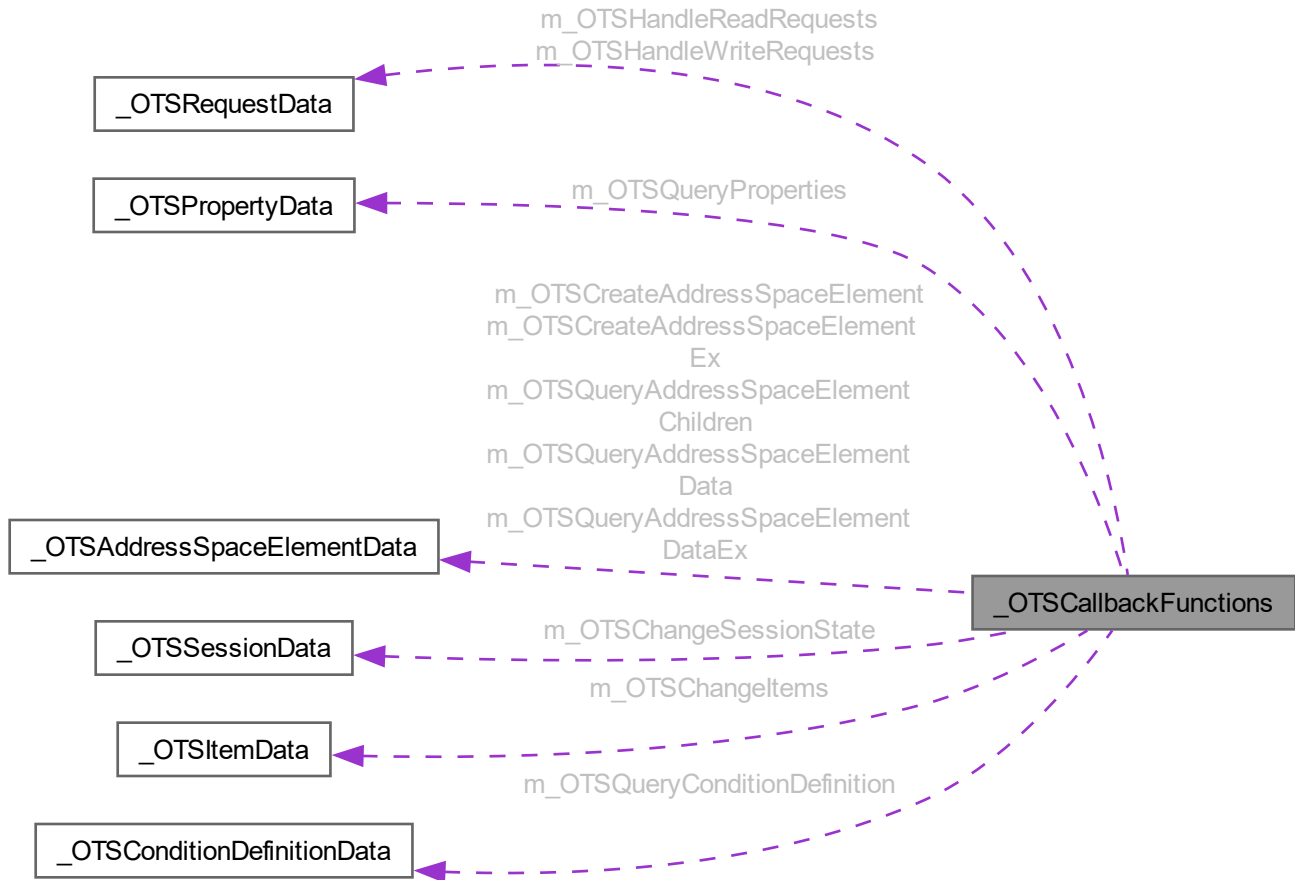 m_OTSHandleReadRequests
m_OTSHandleWriteRequests
_OTSRequestData
m_OTSQueryProperties
_OTSPropertyData
m_OTSCreateAddressSpaceElement
m_OTSCreateAddressSpaceElement
Ex
m_OTSQueryAddressSpaceElement
Children
m_OTSQueryAddressSpaceElement
Data
m_OTSQueryAddressSpaceElement
DataEx
_OTSAddressSpaceElementData
_OTSCallbackFunctions
m_OTSChangeSessionState
_OTSSessionData
m_OTSChangeItems
_OTSItemData
m_OTSQueryConditionDefinition
_OTSConditionDefinitionData